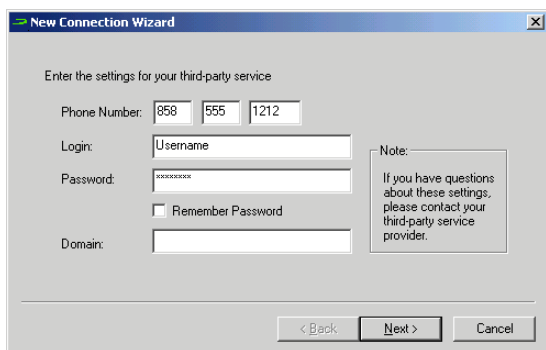 New Connection Wizard
Enter the settings for your third-party service
Phone Number: 858 555 1212
Login: Username
Password: xxxxxxxx
Remember Password
Domain:
Note:
If you have questions
about these settings,
please contact your
third-party service
provider.
< Back Next > Cancel